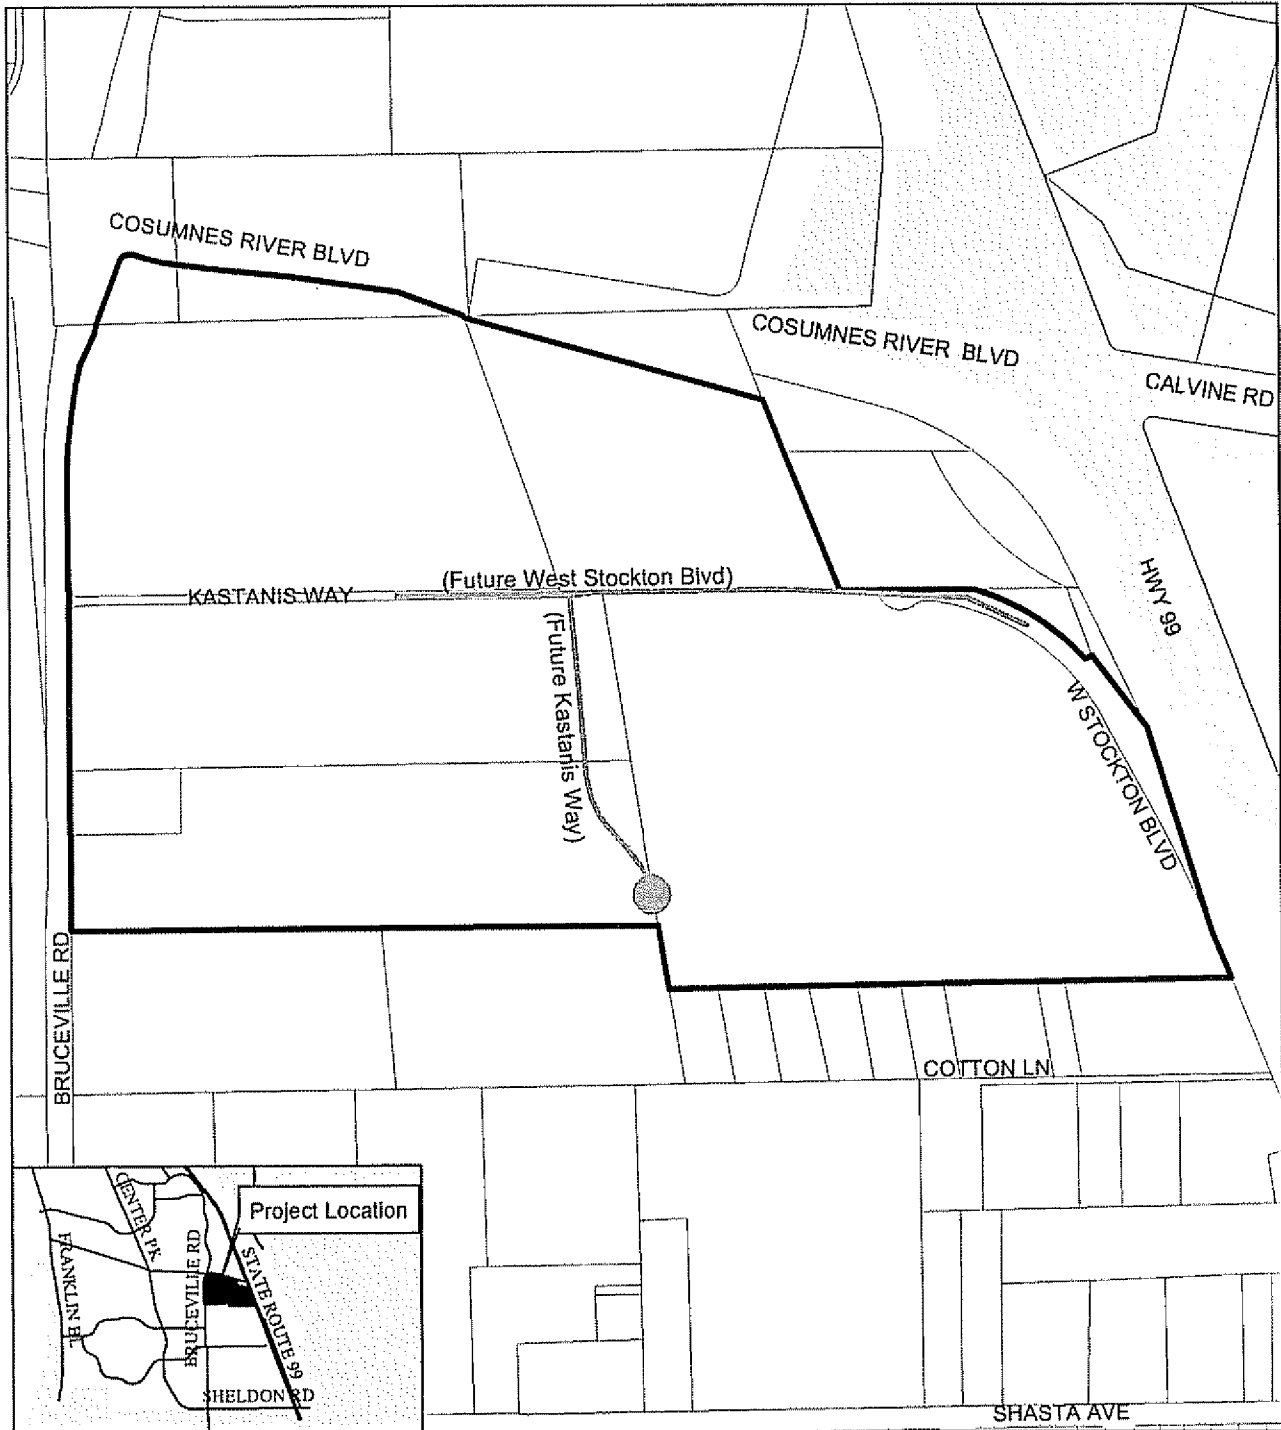 COSUMNES RIVER BLVD
COSUMNES RIVER BLVD
CALVINE RD
HWY 99
(Future West Stockton Blvd)
KASTANIS WAY
(Future Kastanis Way)
W STOCKTON BLVD
BRUCEVILLE RD
COTTON LN
Project Location
CENTER PK
FRANKLIN BL
BRUCEVILLE RD
STATE ROUTE 99
SHELDON RD
SHASTA AVE